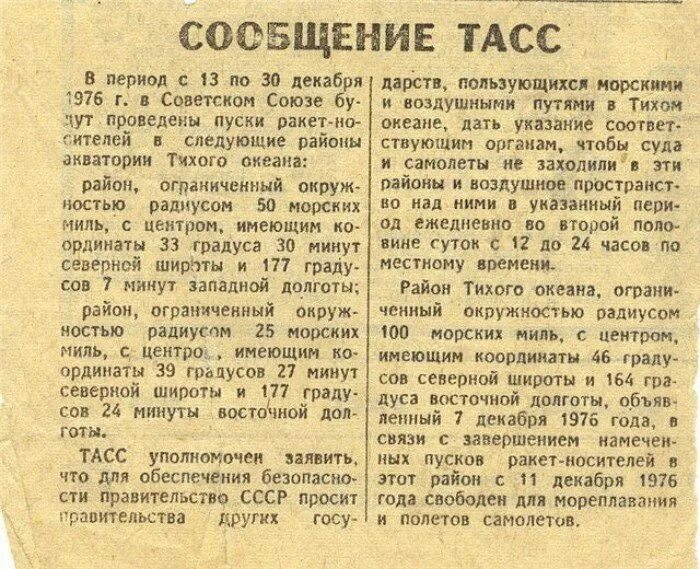 СООБЩЕНИЕ ТАСС
В период с 13 по 30 декабря
1976 г. в Советском Союзе бу-
дут проведены пуски ракет-но-
сителей в следующие районы
акватории Тихого океана:
район, ограниченный окруж-
ностью радиусом 50 морских
миль, с центром, имеющим ко-
ординаты 33 градуса 30 минут
северной широты и 177 граду-
сов 7 минут западной долготы;
район, ограниченный окруж-
ностью радиусом 25 морских
миль, с центром, имеющим ко-
ординаты 39 градусов 27 минут
северной широты и 177 граду-
сов 24 минуты восточной дол-
готы.
ТАСС уполномочен заявить,
что для обеспечения безопасно-
сти правительство СССР просит
правительства других госу-
дарств, пользующихся морскими
и воздушными путями в Тихом
океане, дать указание соответ-
ствующим органам, чтобы суда
и самолеты не заходили в эти
районы и воздушное пространст-
во над ними в указанный пери-
од ежедневно во второй поло-
вине суток с 12 до 24 часов по
местному времени.
Район Тихого океана, ограни-
ченный окружностью радиусом
100 морских миль, с центром,
имеющим координаты 46 граду-
сов северной широты и 164 гра-
дуса восточной долготы, объяв-
ленный 7 декабря 1976 года, в
связи с завершением намечен-
ных пусков ракет-носителей в
этот район с 11 декабря 1976
года свободен для мореплавания
и полетов самолетов.